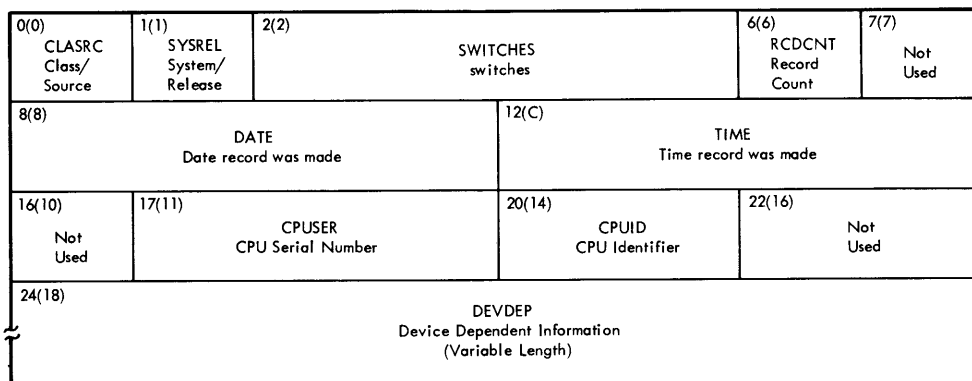 0(0)
CLASRC
Class/
Source
1(1)
SYSREL
System/
Release
2(2)
SWITCHES
switches
6(6)
RCDCNT
Record
Count
7(7)
Not
Used
8(8)
DATE
Date record was made
12(C)
TIME
Time record was made
16(10)
Not
Used
17(11)
CPUSER
CPU Serial Number
20(14)
CPUID
CPU Identifier
22(16)
Not
Used
24(18)
DEVDEP
Device Dependent Information
(Variable Length)